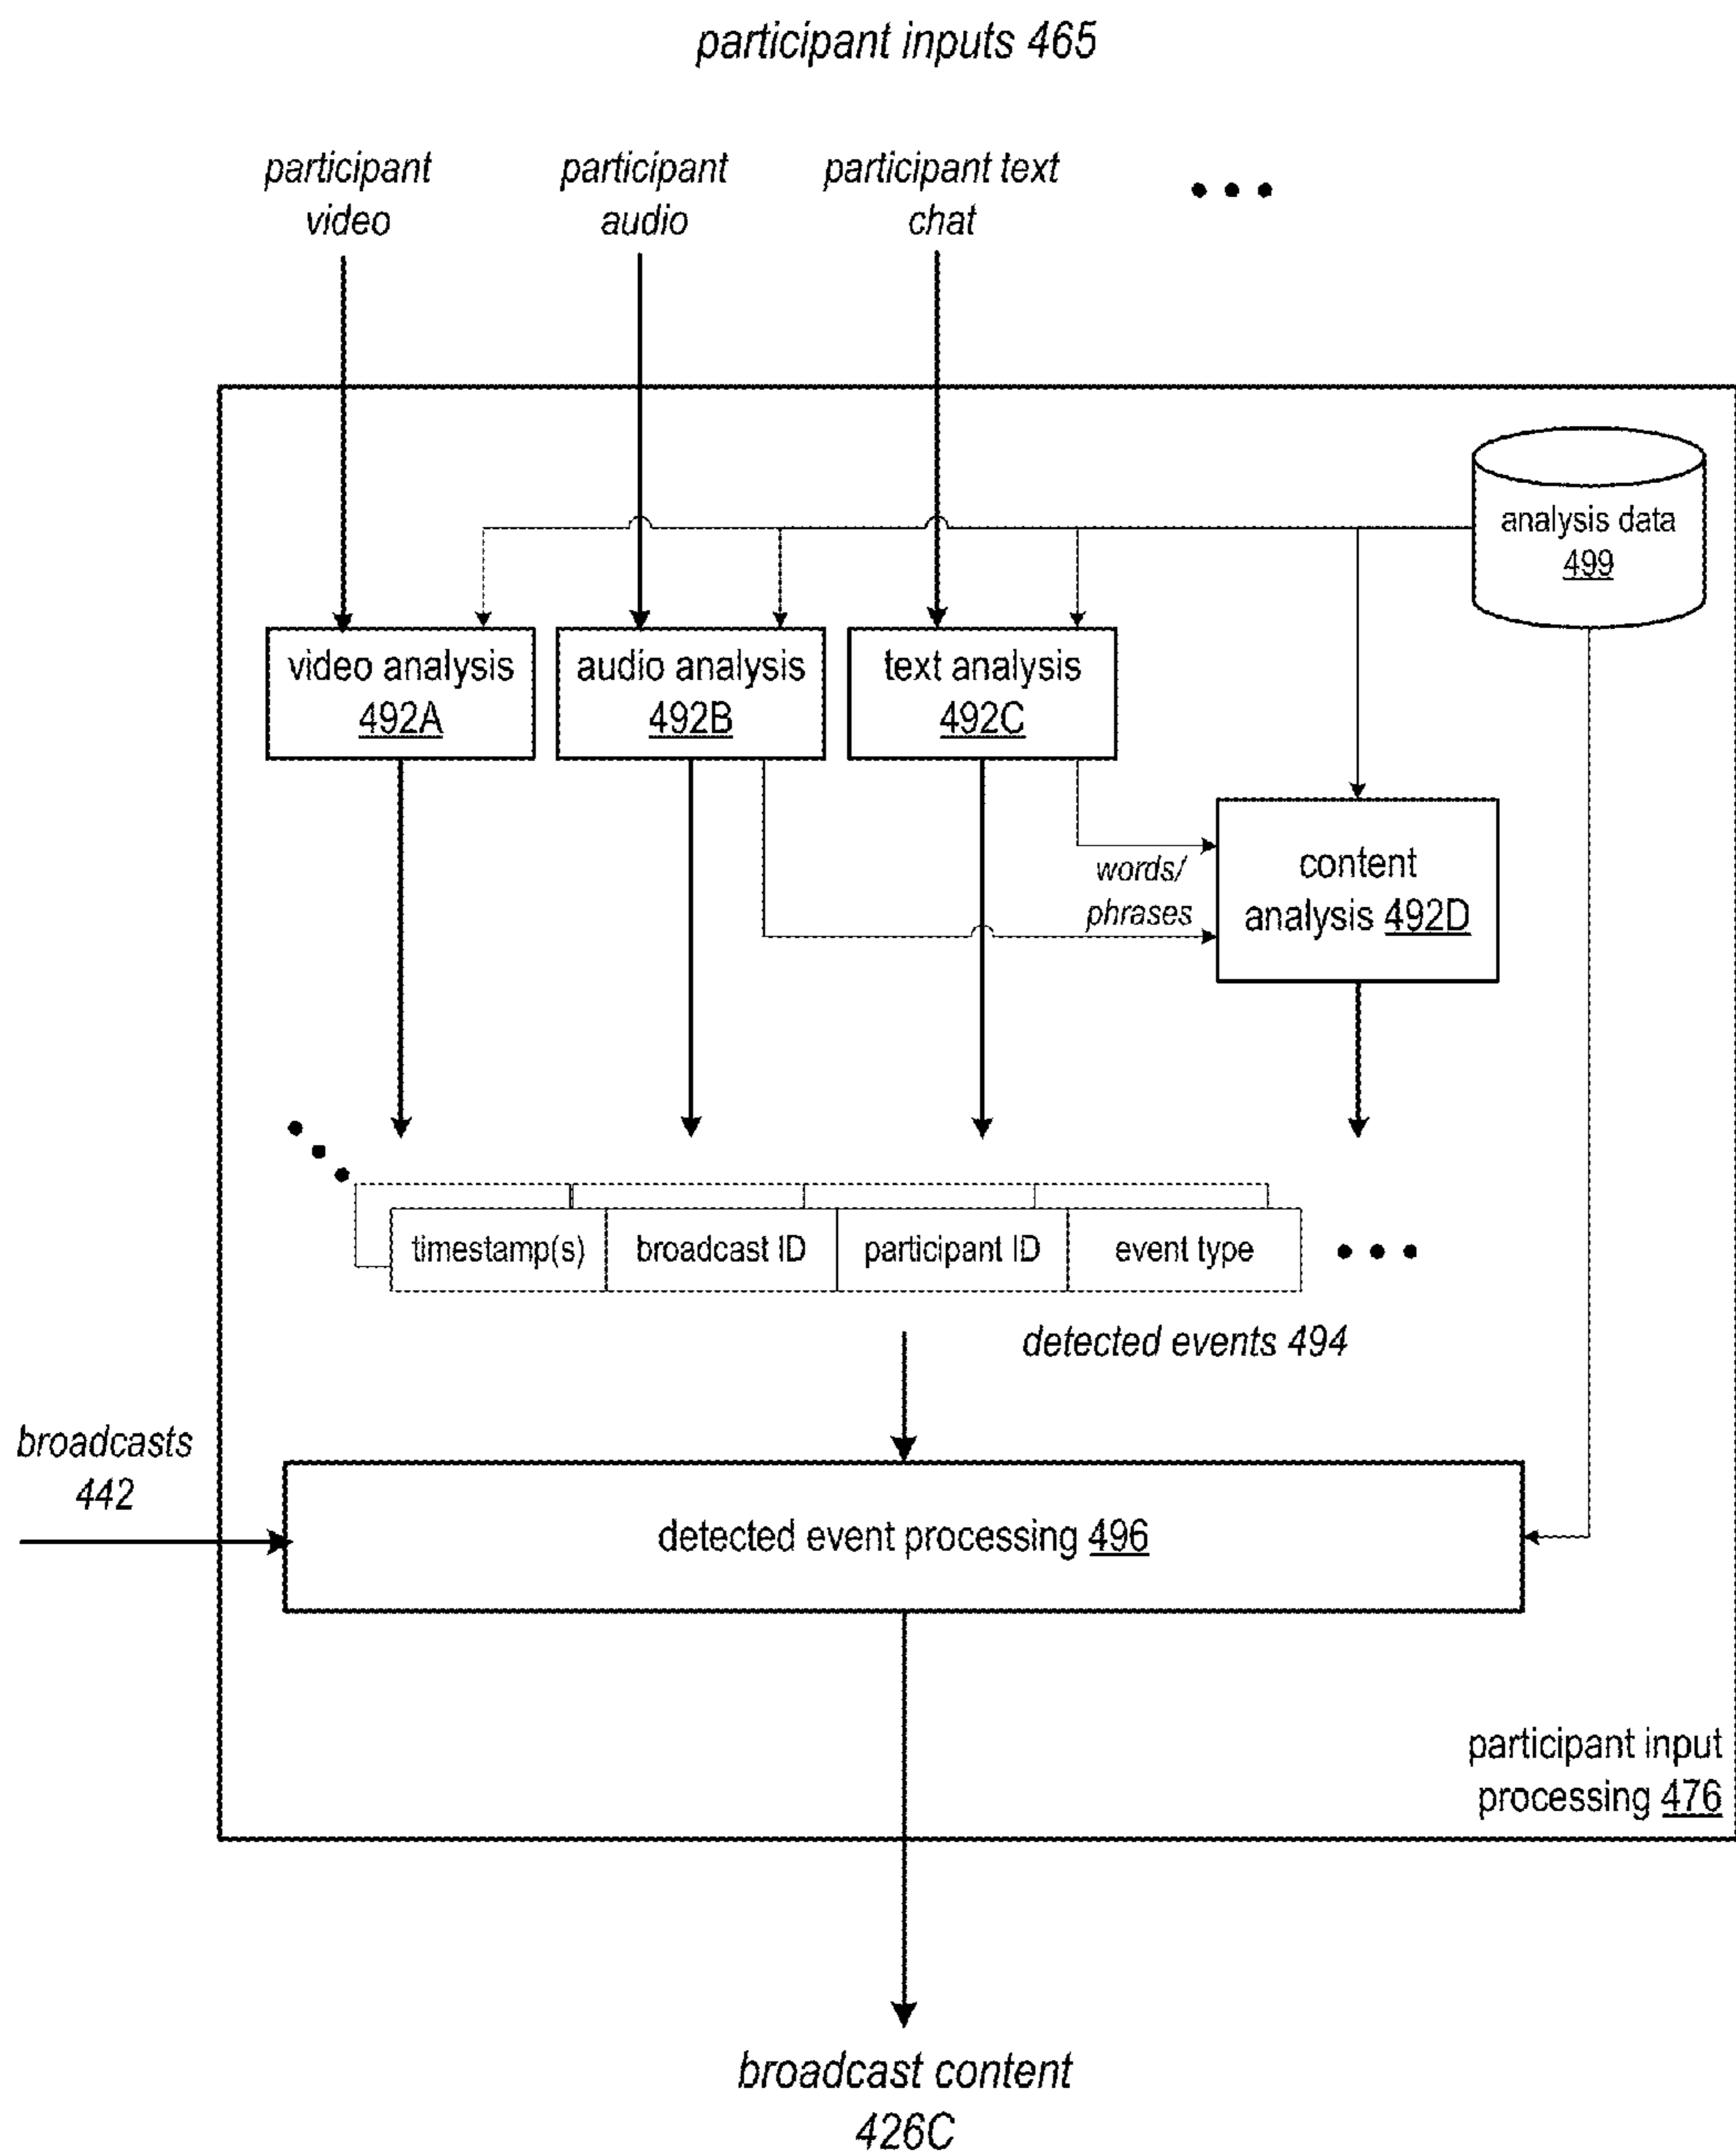 participant inputs 465
participant
video
participant
audio
participant text
chat
analysis data
499
video analysis
492A
audio analysis
492B
text analysis
492C
words/
phrases
content
analysis 492D
timestamp(s)
broadcast ID
participant ID
event type
detected events 494
broadcasts
442
detected event processing 496
participant input
processing 476
broadcast content
426C